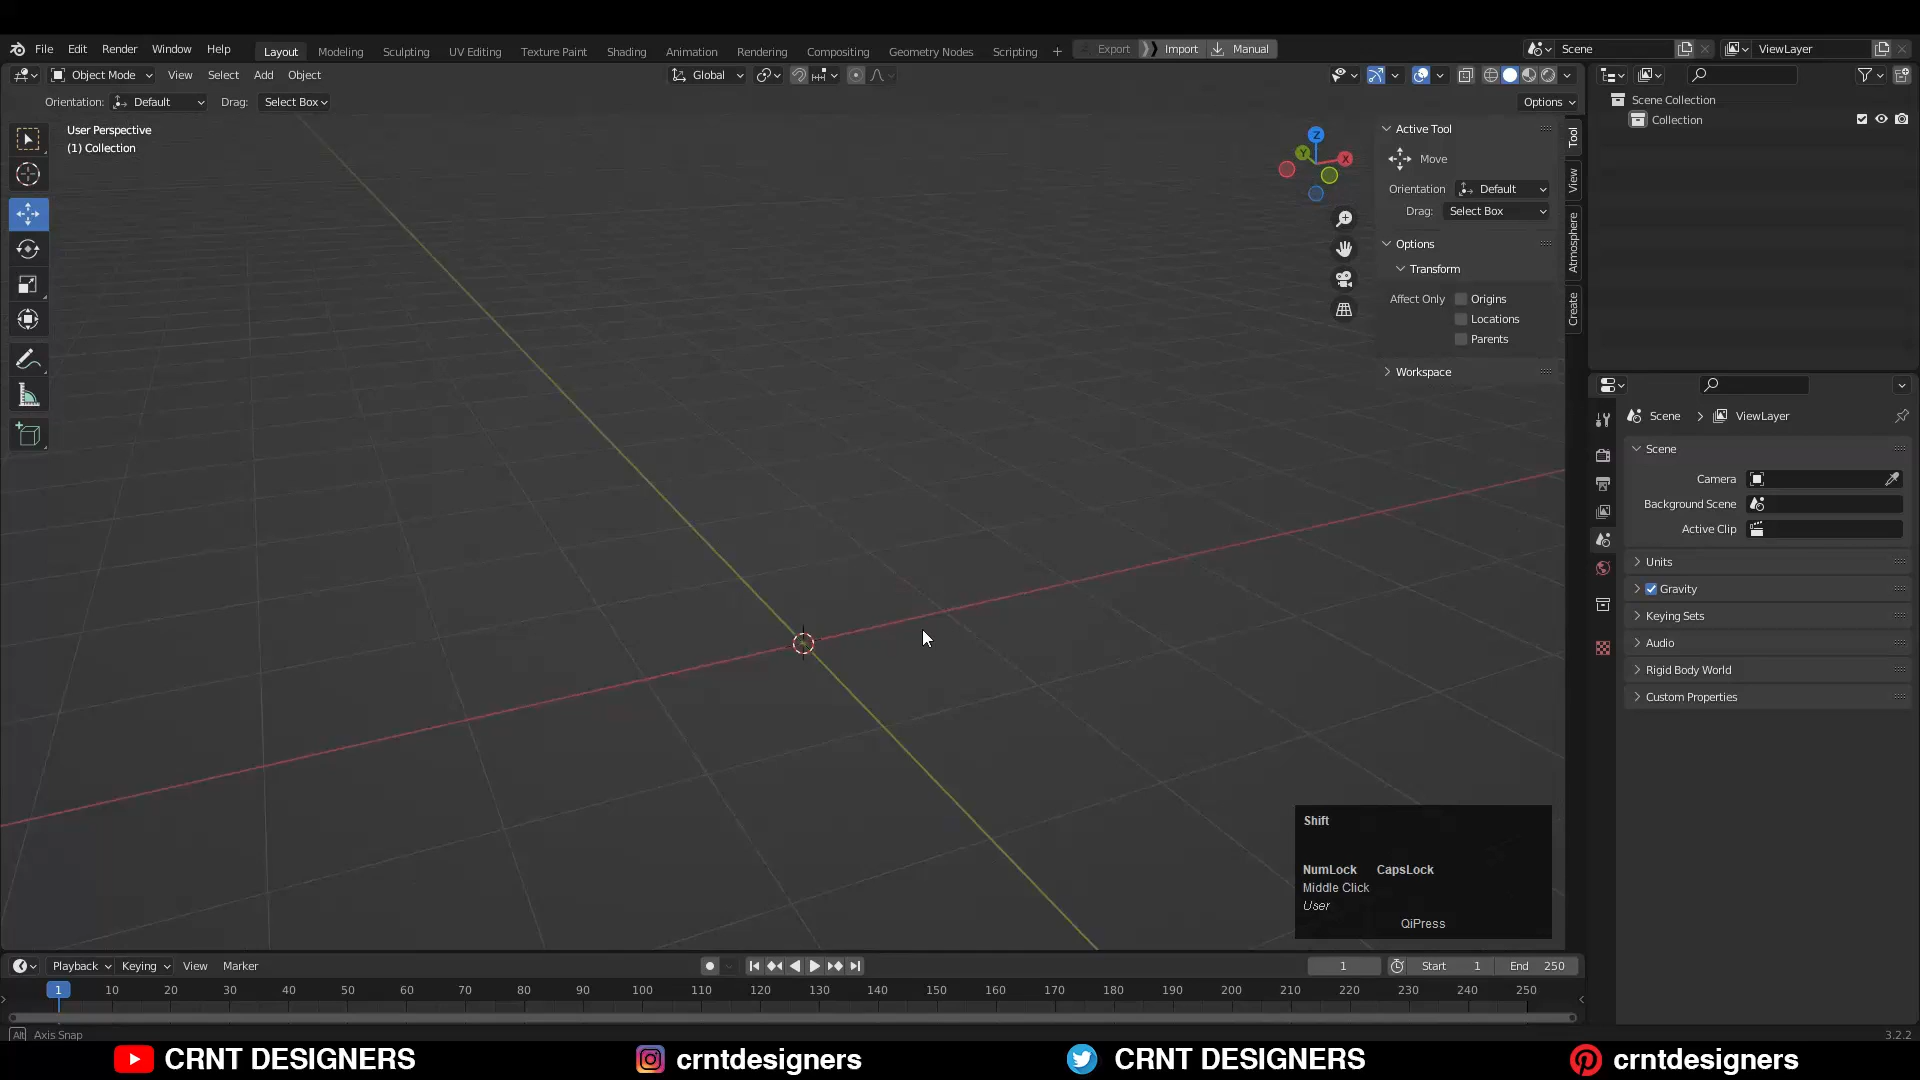 File Edit Render Window Help Layout Modeling Sculpting UV Editing Texture Paint Shading Animation Rendering Compositing Geometry Nodes Scripting + Export Import Manual Scene ViewLayer
Object Mode View Select Add Object Global
Orientation: Default Drag: Select Box Options
User Perspective
(1) Collection
Z
Y
X
Active Tool
Move
Orientation Default
Drag: Select Box
Options
Transform
Affect Only Origins
Locations
Parents
Workspace
Tool
View
Atmosphere
Create
Scene Collection
Collection
Scene > ViewLayer
Scene
Camera
Background Scene
Active Clip
Units
Gravity
Keying Sets
Audio
Rigid Body World
Custom Properties
Shift
NumLock CapsLock
Middle Click
User
QiPress
Playback Keying View Marker 1 Start 1 End 250
1 10 20 30 40 50 60 70 80 90 100 110 120 130 140 150 160 170 180 190 200 210 220 230 240 250
Alt Axis Snap 3.2.2
CRNT DESIGNERS crntdesigners CRNT DESIGNERS crntdesigners